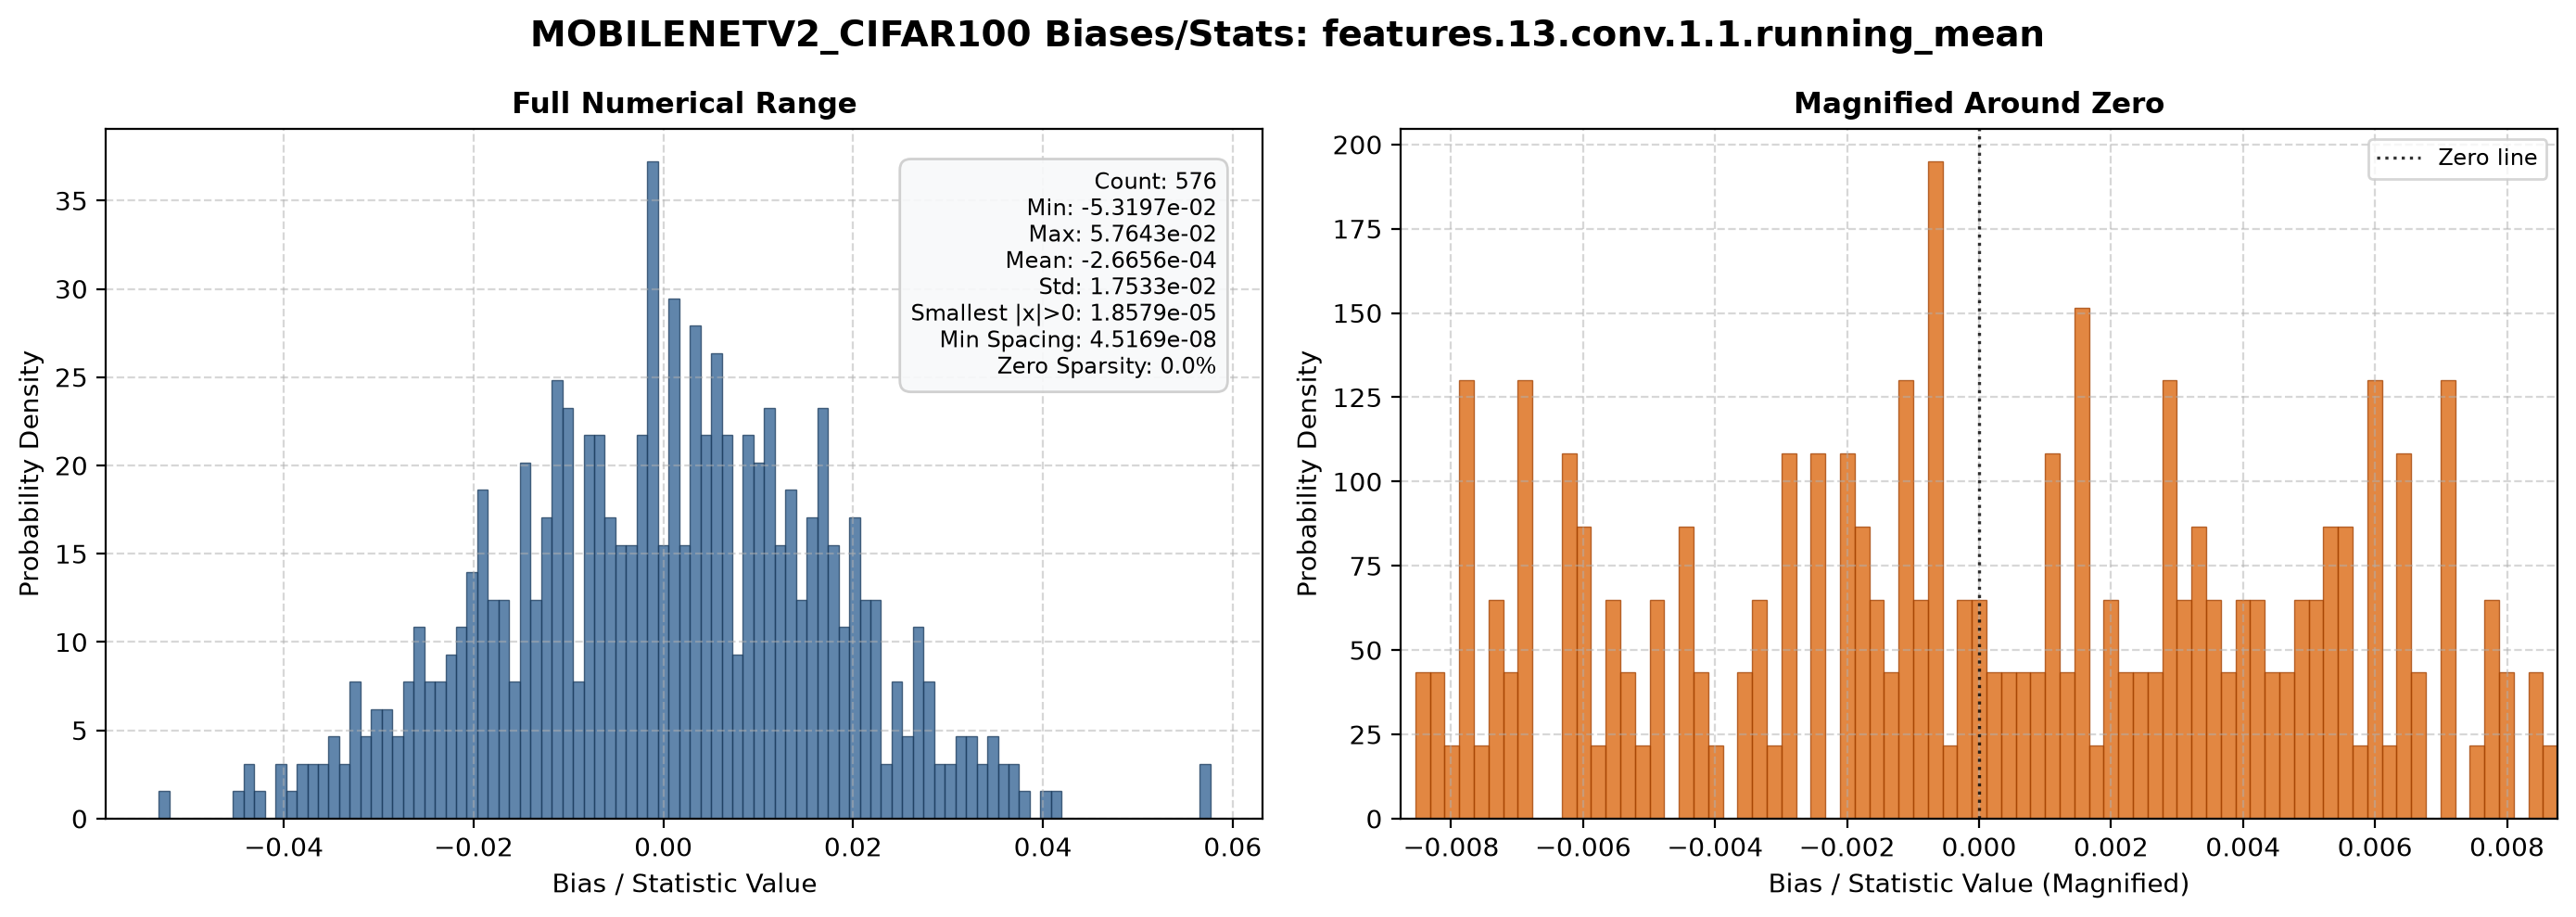 MOBILENETV2_CIFAR100 Biases/Stats: features.13.conv.1.1.running_mean
Full Numerical Range
Probability Density
0
5
10
15
20
25
30
35
−0.04
−0.02
0.00
0.02
0.04
0.06
Bias / Statistic Value
Count: 576
Min: -5.3197e-02
Max: 5.7643e-02
Mean: -2.6656e-04
Std: 1.7533e-02
Smallest |x|>0: 1.8579e-05
Min Spacing: 4.5169e-08
Zero Sparsity: 0.0%
Magnified Around Zero
Probability Density
0
25
50
75
100
125
150
175
200
−0.008
−0.006
−0.004
−0.002
0.000
0.002
0.004
0.006
0.008
Bias / Statistic Value (Magnified)
Zero line